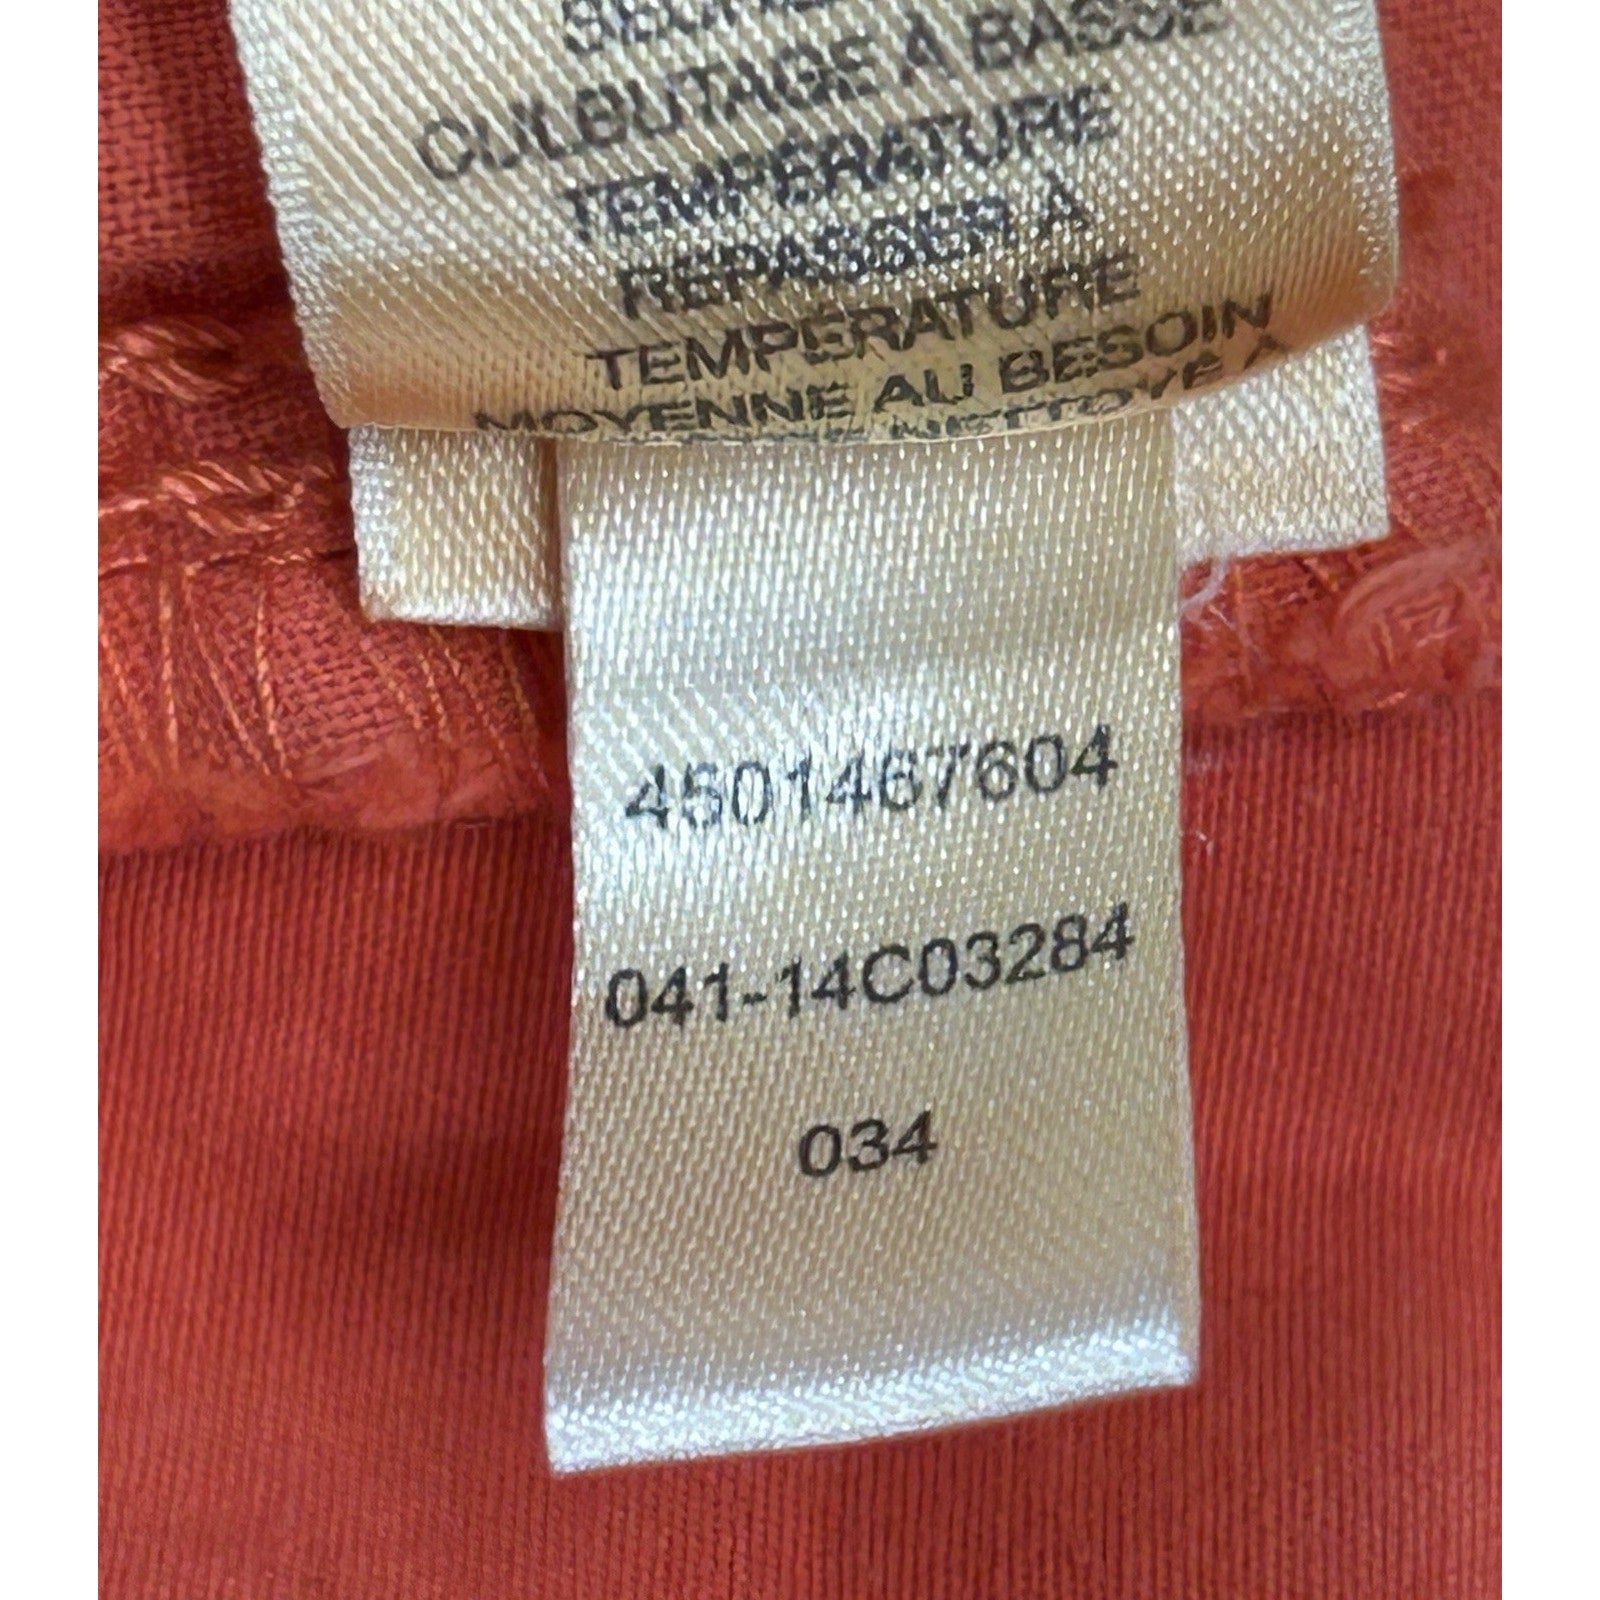 CULBUTAGE À BASSE
TEMPÉRATURE
REPASSER À
TEMPÉRATURE
MOYENNE AU BESOIN
4501467604
041-14C03284
034